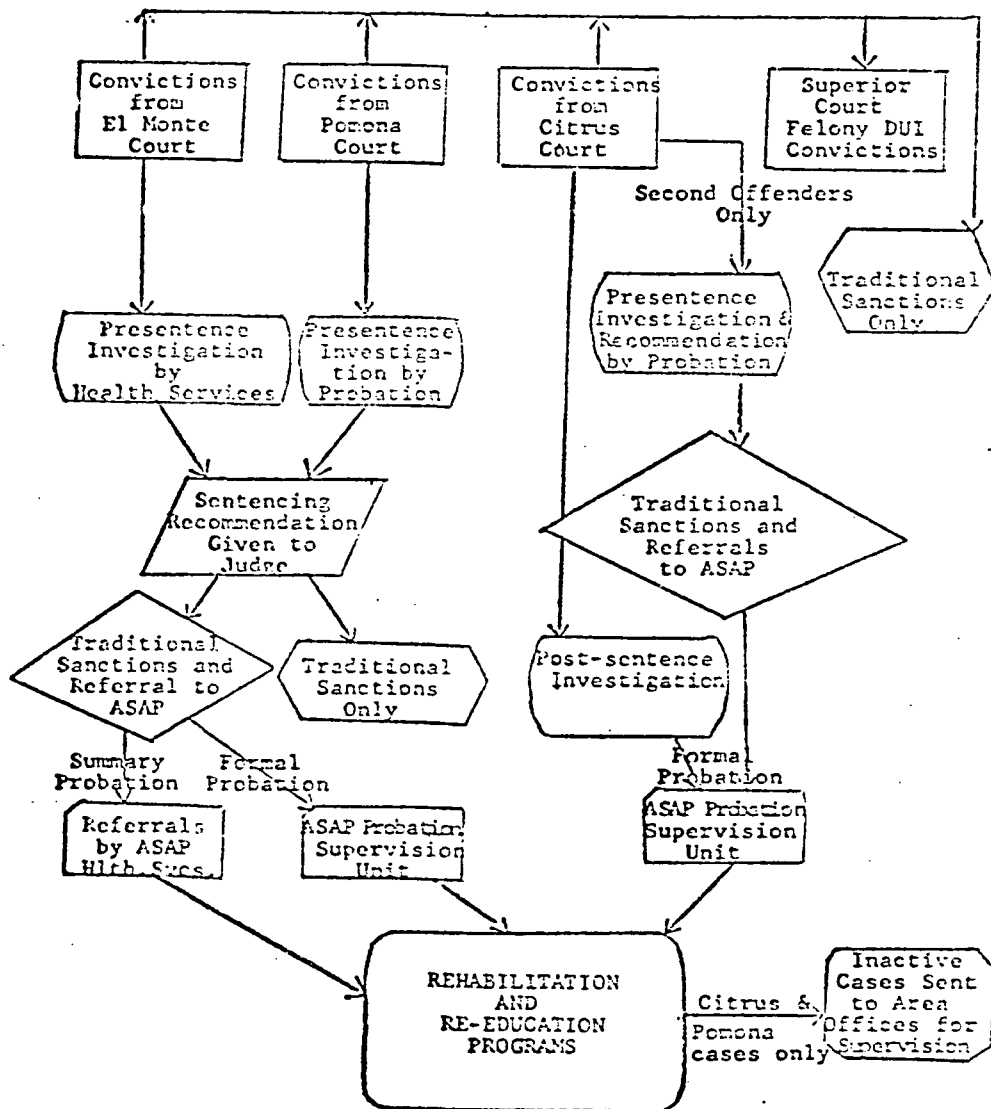 Convictions
from
El Monte
Court
Convictions
from
Pomona
Court
Convictions
from
Citrus
Court
Superior
Court
Felony DUI
Convictions
Second Offenders
Only
Traditional
Sanctions
Only
Presentence
Investigation
by
Health Services
Presentence
Investiga-
tion by
Probation
Presentence
Investigation &
Recommendation
by Probation
Sentencing
Recommendation
Given to
Judge
Traditional
Sanctions and
Referrals
to ASAP
Traditional
Sanctions and
Referral to
ASAP
Traditional
Sanctions
Only
Post-sentence
Investigation
Summary
Probation
Formal
Probation
Formal
Probation
Referrals
by ASAP
Hlth.Svcs.
ASAP Probation
Supervision
Unit
ASAP Probation
Supervision
Unit
REHABILITATION
AND
RE-EDUCATION
PROGRAMS
Citrus &
Pomona
cases only
Inactive
Cases Sent
to Area
Offices for
Supervision